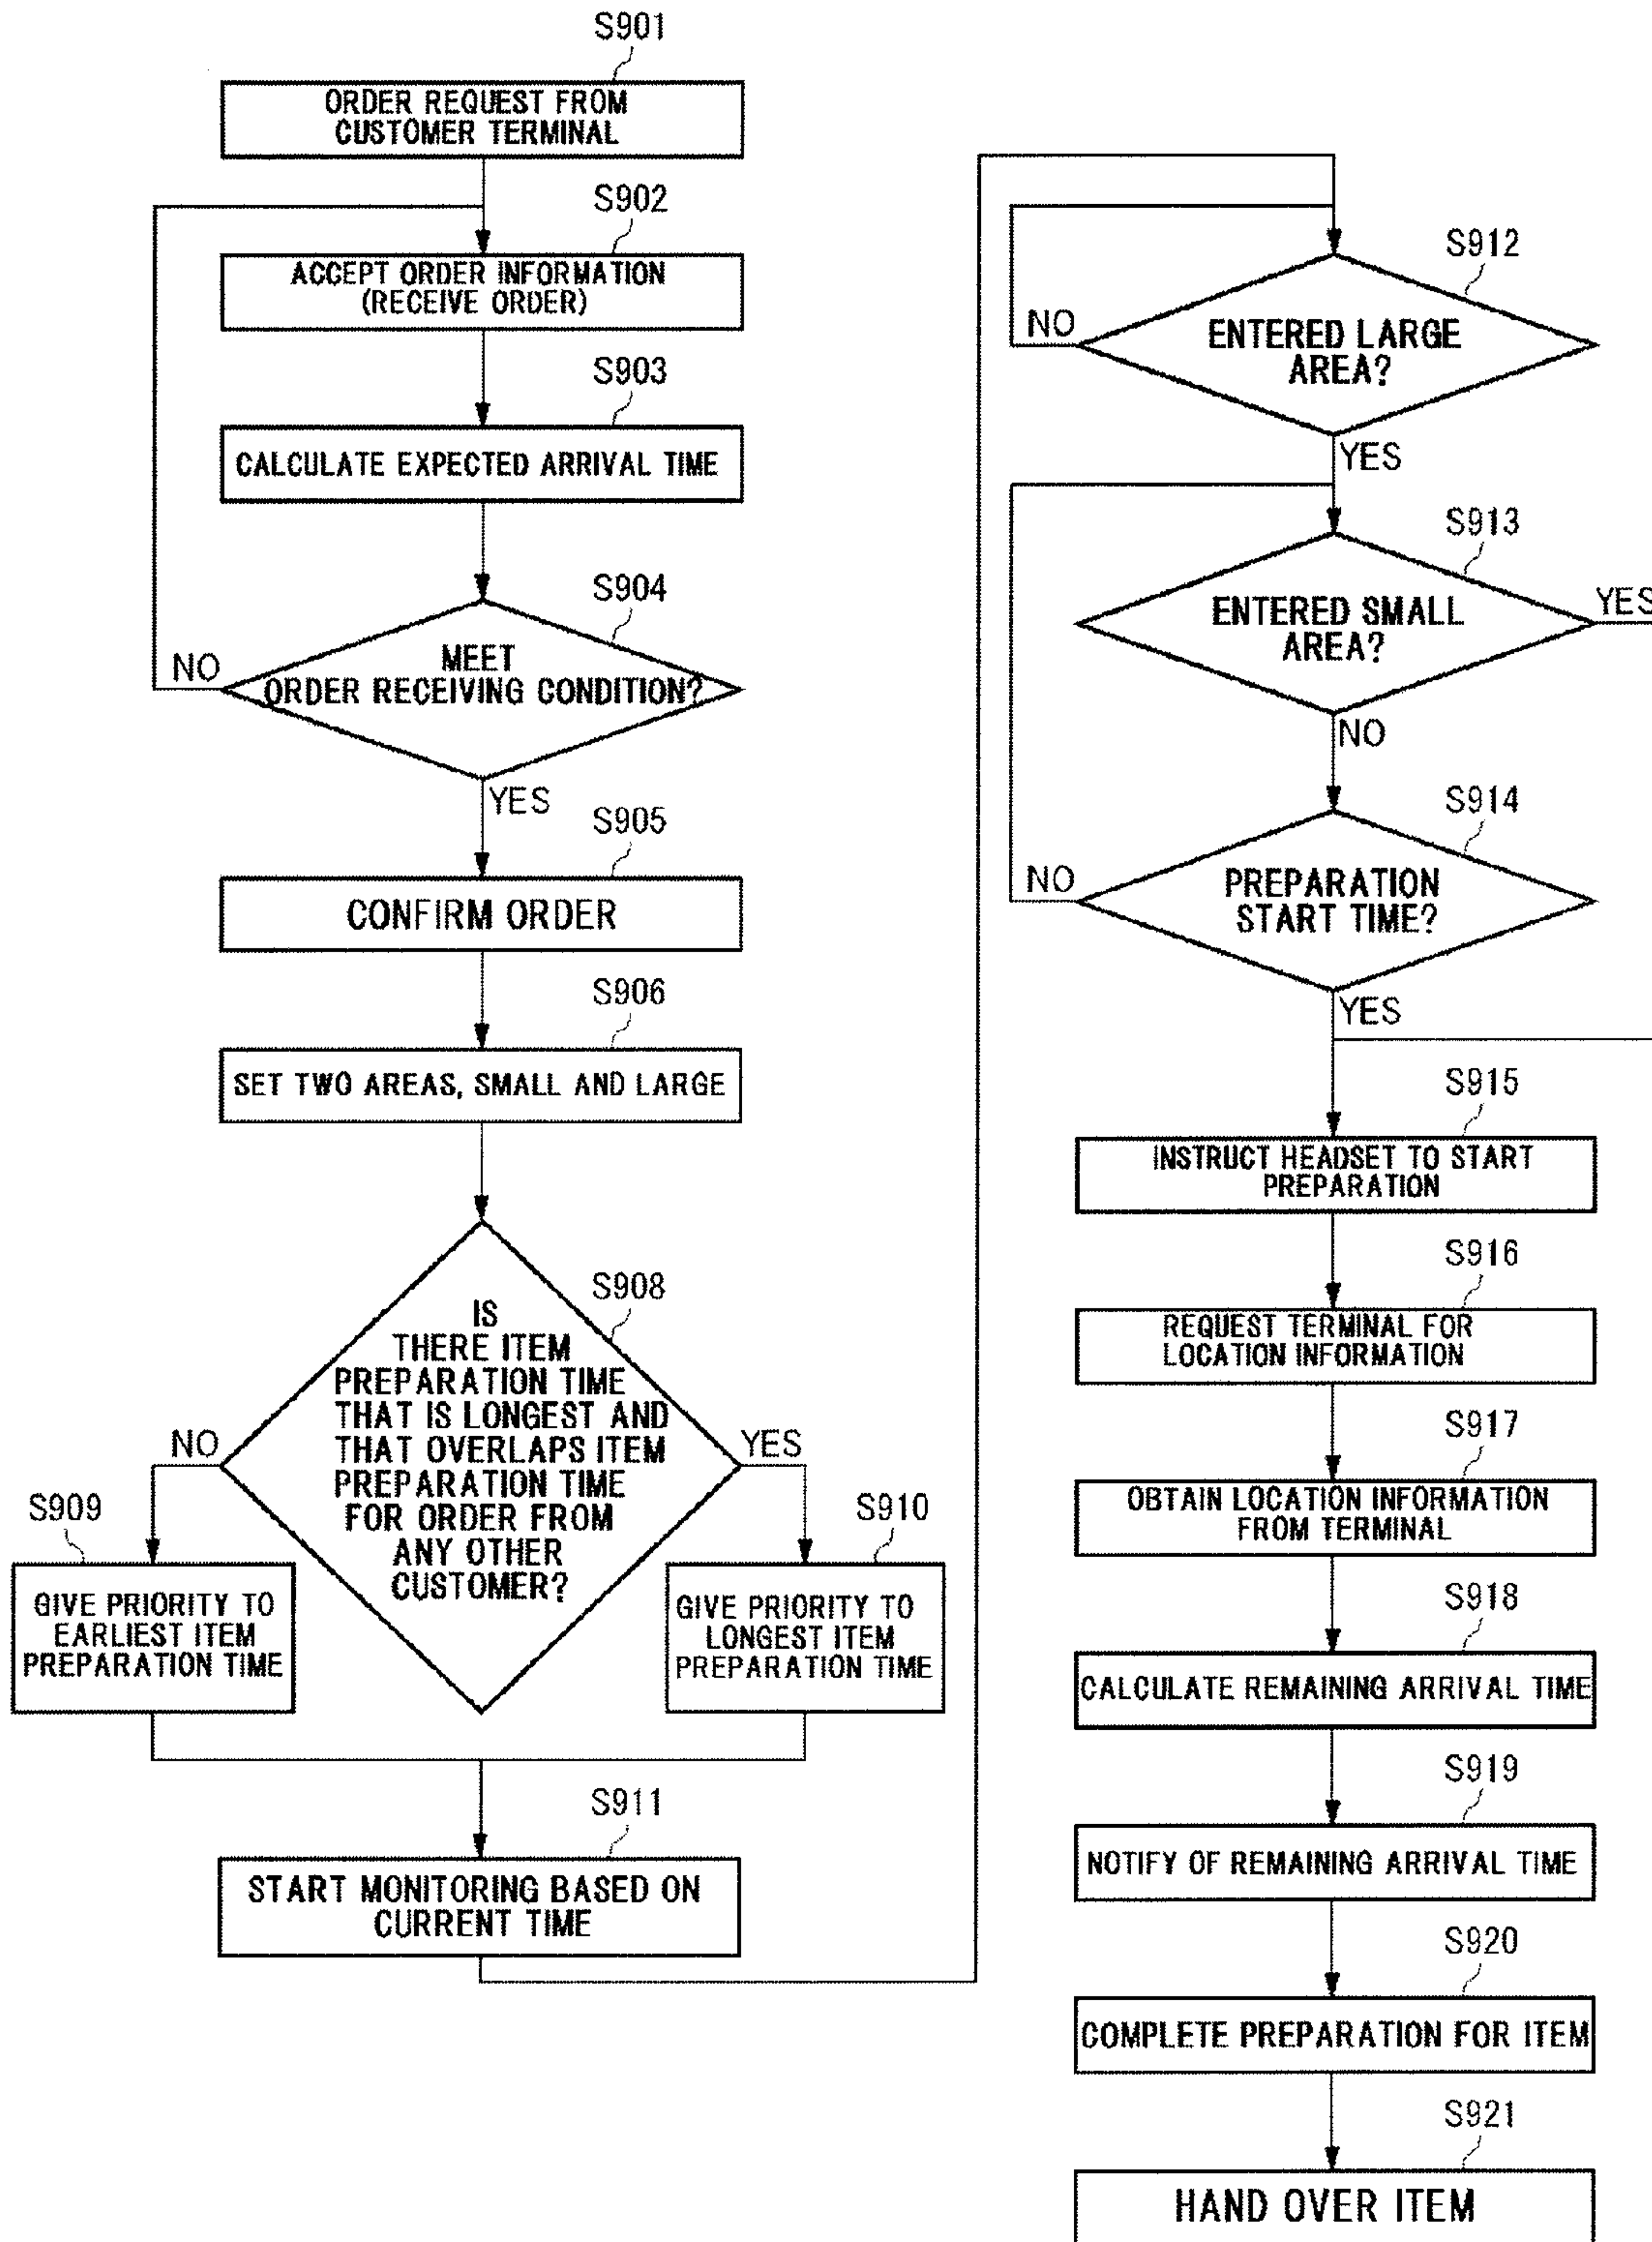 S901
ORDER REQUEST FROM
CUSTOMER TERMINAL
S902
ACCEPT ORDER INFORMATION
(RECEIVE ORDER)
S903
CALCULATE EXPECTED ARRIVAL TIME
S904
MEET
ORDER RECEIVING CONDITION?
NO
YES
S905
CONFIRM ORDER
S906
SET TWO AREAS, SMALL AND LARGE
S908
IS
THERE ITEM
PREPARATION TIME
THAT IS LONGEST AND
THAT OVERLAPS ITEM
PREPARATION TIME
FOR ORDER FROM
ANY OTHER
CUSTOMER?
NO
YES
S909
GIVE PRIORITY TO
EARLIEST ITEM
PREPARATION TIME
S910
GIVE PRIORITY TO
LONGEST ITEM
PREPARATION TIME
S911
START MONITORING BASED ON
CURRENT TIME
S912
ENTERED LARGE
AREA?
NO
YES
S913
ENTERED SMALL
AREA?
YES
NO
S914
PREPARATION
START TIME?
NO
YES
S915
INSTRUCT HEADSET TO START
PREPARATION
S916
REQUEST TERMINAL FOR
LOCATION INFORMATION
S917
OBTAIN LOCATION INFORMATION
FROM TERMINAL
S918
CALCULATE REMAINING ARRIVAL TIME
S919
NOTIFY OF REMAINING ARRIVAL TIME
S920
COMPLETE PREPARATION FOR ITEM
S921
HAND OVER ITEM